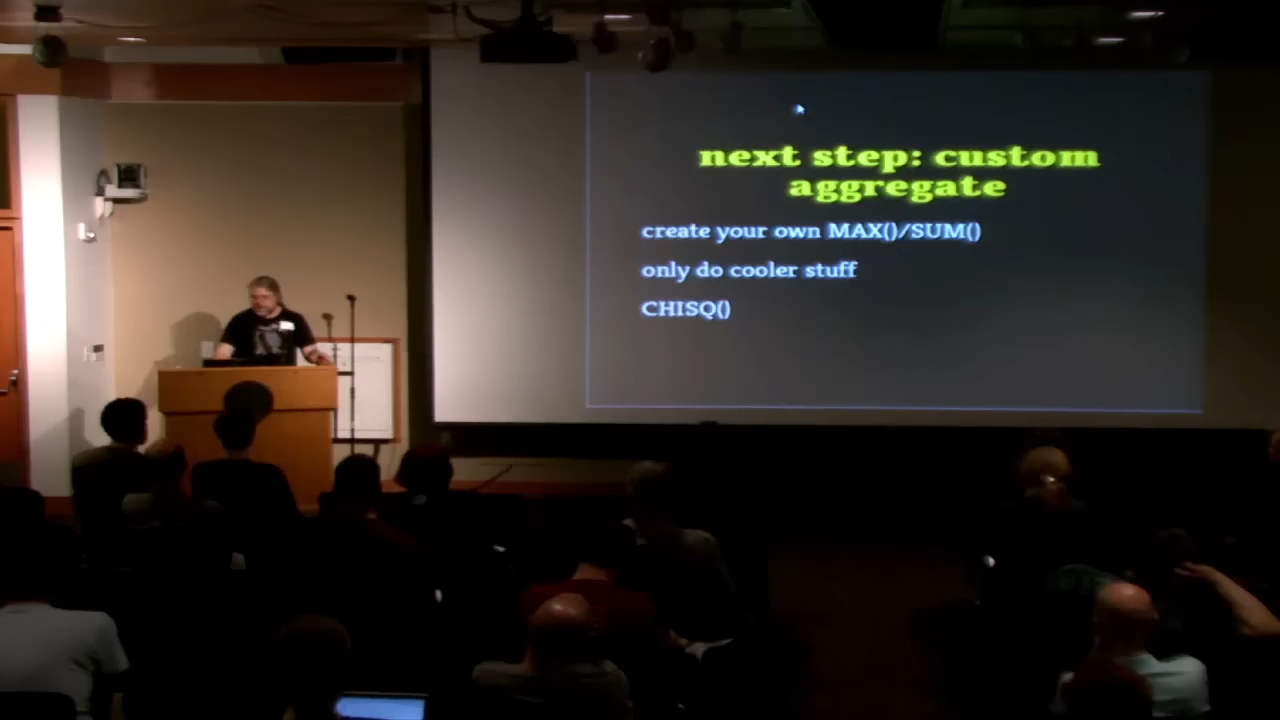 next step: custom
aggregate
create your own MAX()/SUM()
only do cooler stuff
CHISQ()